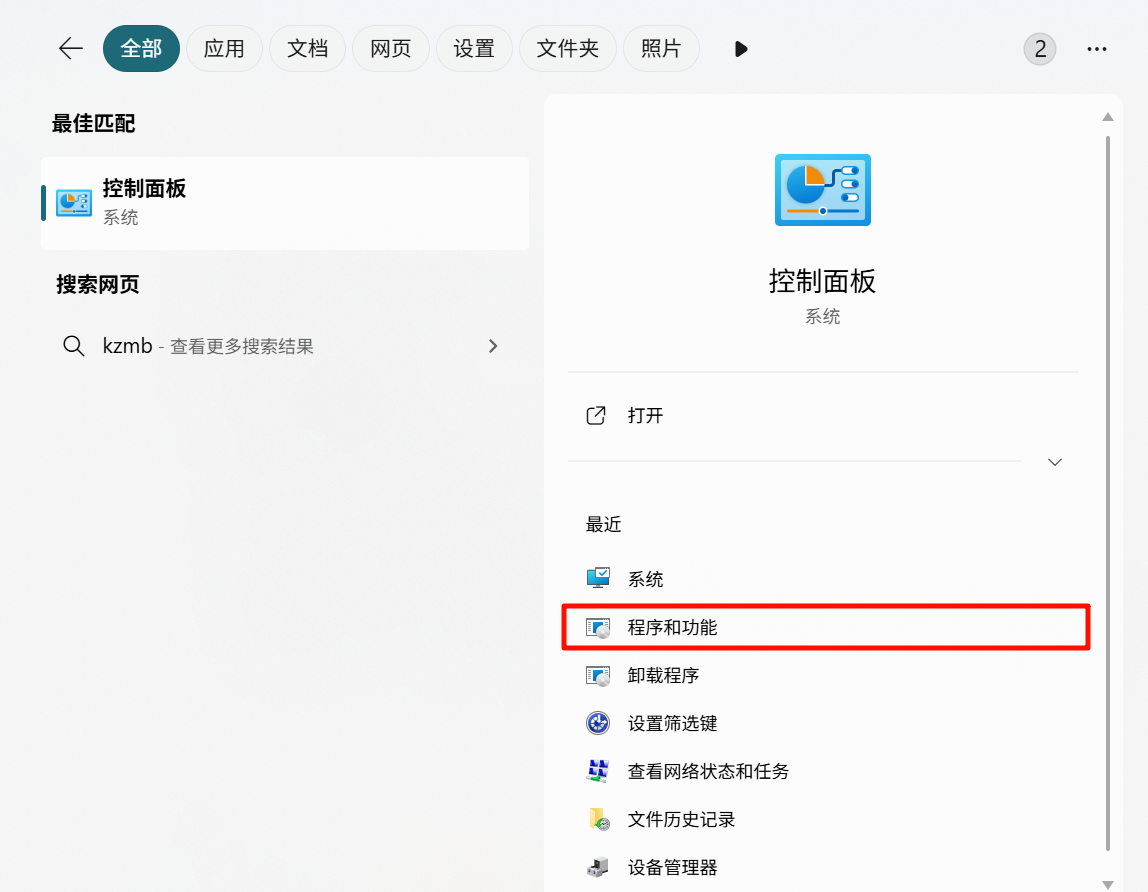 全部 应用 文档 网页 设置 文件夹 照片 2
最佳匹配
控制面板
系统
搜索网页
kzmb - 查看更多搜索结果
控制面板
系统
打开
最近
系统
程序和功能
卸载程序
设置筛选键
查看网络状态和任务
文件历史记录
设备管理器